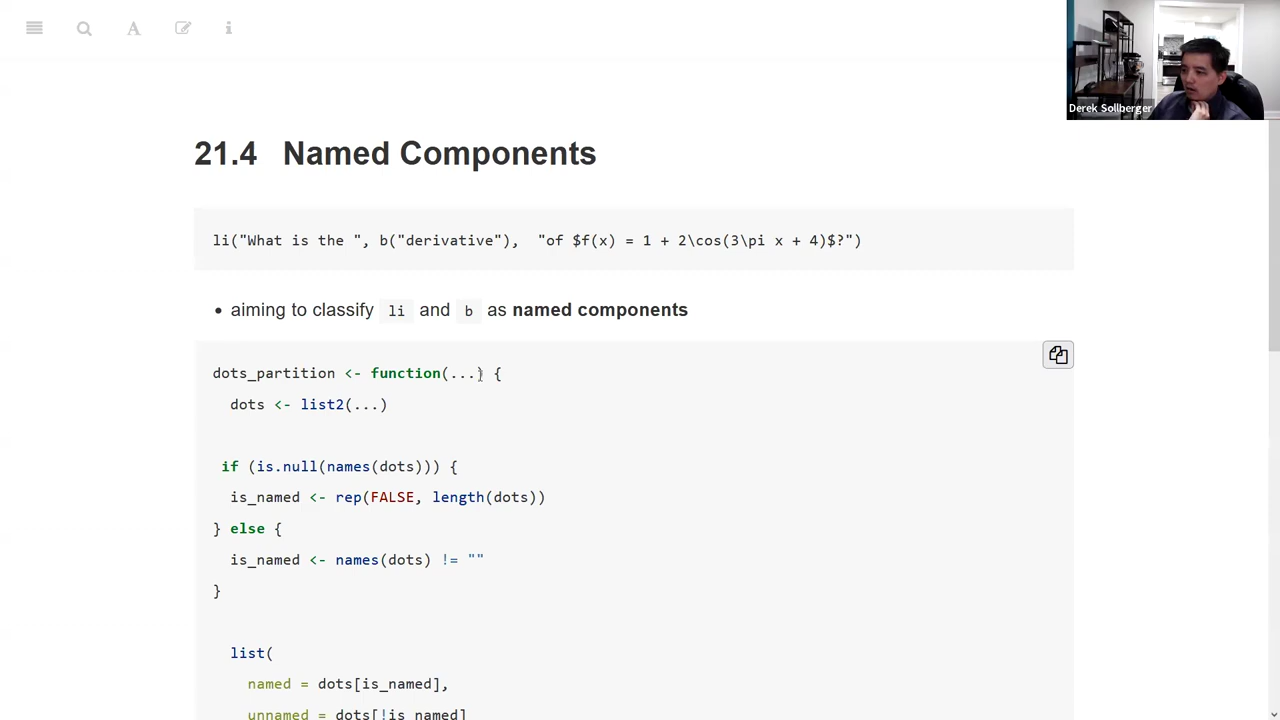 Derek Sollberger
21.4 Named Components
li("What is the ", b("derivative"),  "of $f(x) = 1 + 2\cos(3\pi x + 4)$?")
• aiming to classify li and b as named components
dots_partition <- function(...) {
  dots <- list2(...)
 if (is.null(names(dots))) {
  is_named <- rep(FALSE, length(dots))
} else {
  is_named <- names(dots) != ""
}
  list(
    named = dots[is_named],
    unnamed = dots[!is_named]